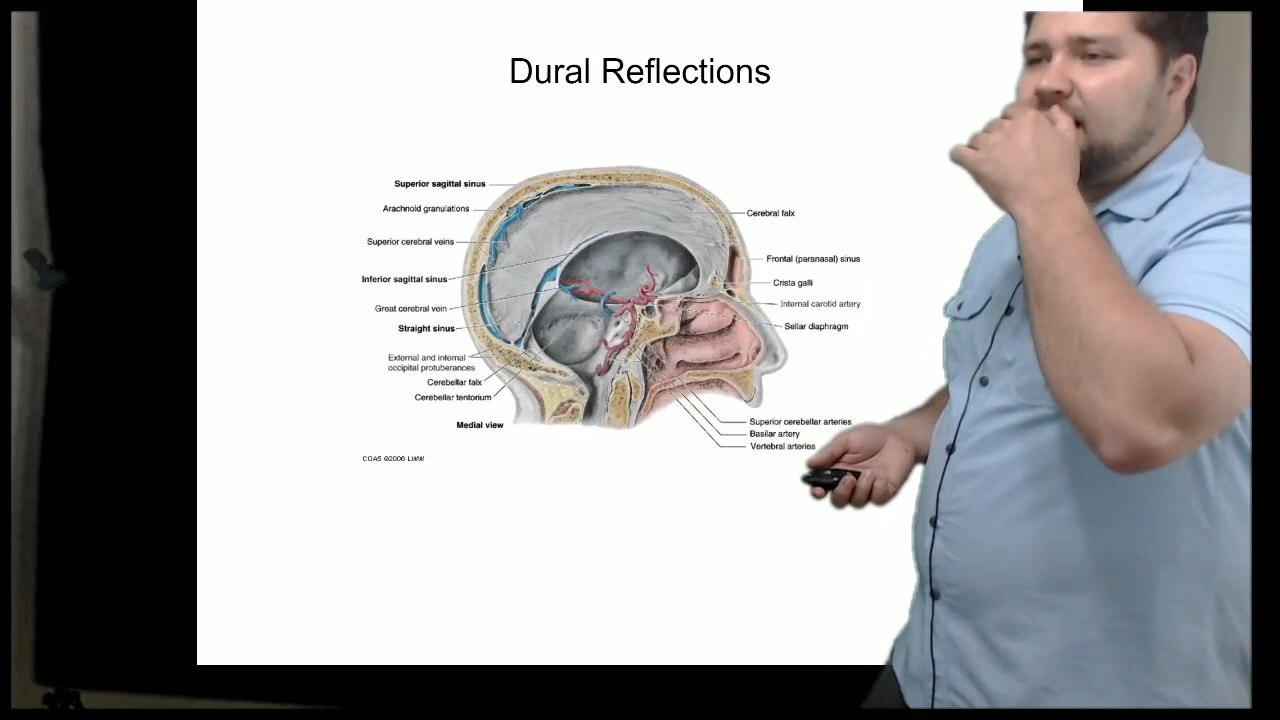 Dural Reflections
Superior sagittal sinus
Arachnoid granulations
Superior cerebral veins
Inferior sagittal sinus
Great cerebral vein
Straight sinus
External and internal
occipital protuberances
Cerebellar falx
Cerebellar tentorium
Medial view
Cerebral falx
Frontal (paranasal) sinus
Crista galli
Internal carotid artery
Sellar diaphragm
Superior cerebellar arteries
Basilar artery
Vertebral arteries
COA5 ©2006 LWW